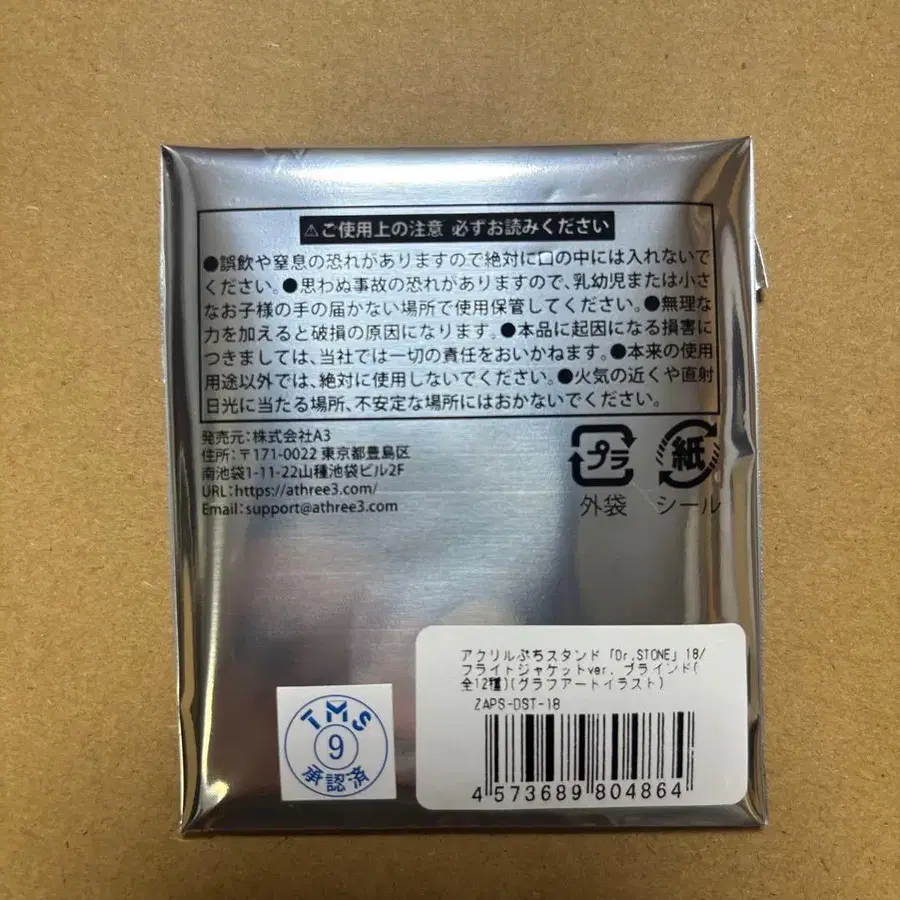 ⚠ご使用上の注意 必ずお読みください
●誤飲や窒息の恐れがありますので絶対に口の中には入れないで
ください。●思わぬ事故の恐れがありますので、乳幼児または小さ
なお子様の手の届かない場所で使用保管してください。●無理な
力を加えると破損の原因になります。●本品に起因になる損害に
つきましては、当社では一切の責任をおいかねます。●本来の使用
用途以外では、絶対に使用しないでください。●火気の近くや直射
日光に当たる場所、不安定な場所にはおかないでください。
発売元:株式会社A3
住所:〒171-0022 東京都豊島区
南池袋1-11-22山種池袋ビル2F
URL:https://athree3.com/
Email:support@athree3.com
プラ
外袋
紙
シール
アクリルぷちスタンド「Dr.STONE」18/
フライトジャケットver. ブラインド(
全12種)(グラフアートイラスト)
ZAPS-DST-18
4 573689 804864
TMS
9
承認済